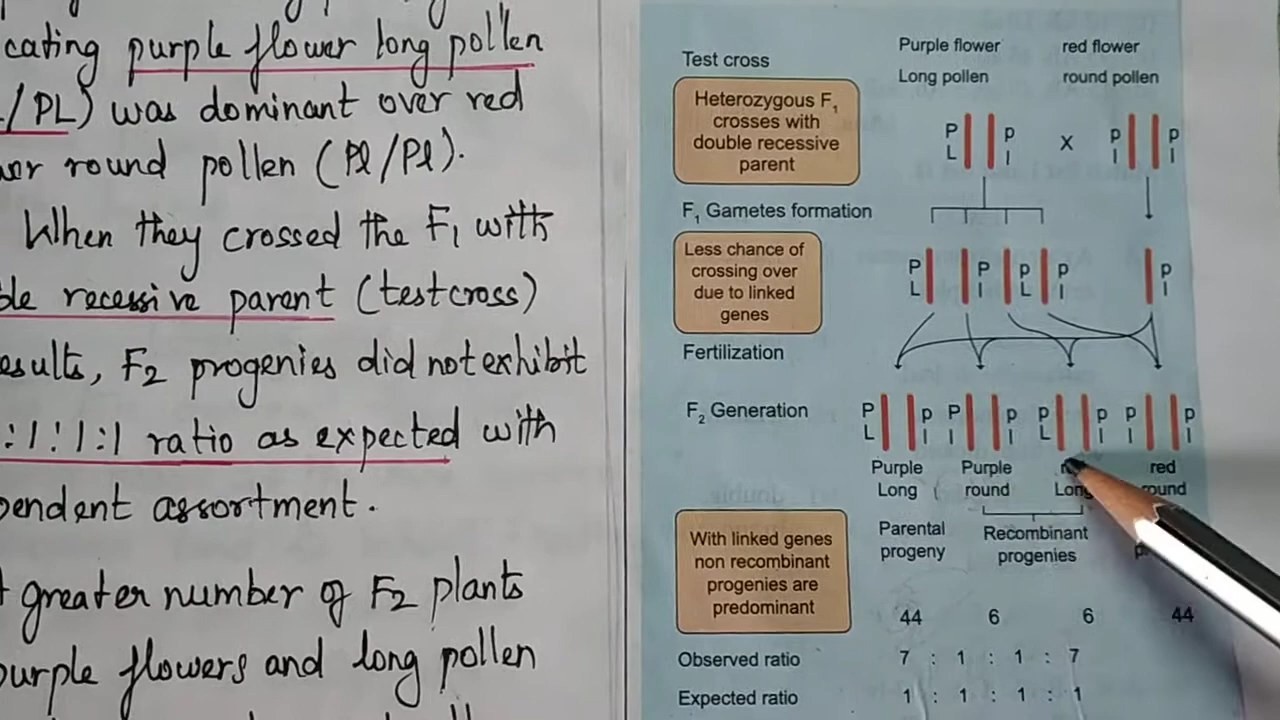 cating purple flower long pollen
/PL) was dominant over red
round pollen (Pl/Pl).
When they crossed the F1 with
recessive parent (testcross)
F2 progenies did not exhibit
:1:1:1 ratio as expected with
assortment.
greater number of F2 plants
purple flowers and long pollen
Test cross
Purple flower red flower
Long pollen round pollen
Heterozygous F1
crosses with
double recessive
parent
P p X p p
L l l l
F1 Gametes formation
Less chance of
crossing over
due to linked
genes
P P p p p
L l L l l
Fertilization
F2 Generation
P p P p p p p p
L l l l L l l l
Purple Purple red
Long round Long round
Parental Recombinant
progeny progenies
With linked genes
non recombinant
progenies are
predominant
44 6 6 44
Observed ratio 7 : 1 : 1 : 7
Expected ratio 1 : 1 : 1 : 1